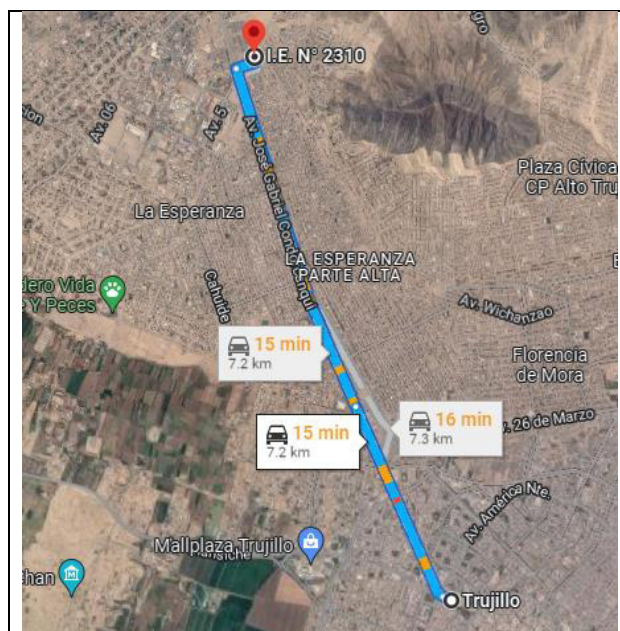 I.E. N° 2310
Av. 06
Av. 5
Av. José Gabriel Condorcanqui
Plaza Cívica
CP Alto Tru
La Esperanza
LA ESPERANZA
PARTE ALTA
Cahuide
dero Vida
Y Peces
Av. Wichanzao
15 min
7.2 km
Florencia
de Mora
16 min
7.3 km
. 26 de Marzo
15 min
7.2 km
Av. América Nte.
Mallplaza Trujillo
Trujillo